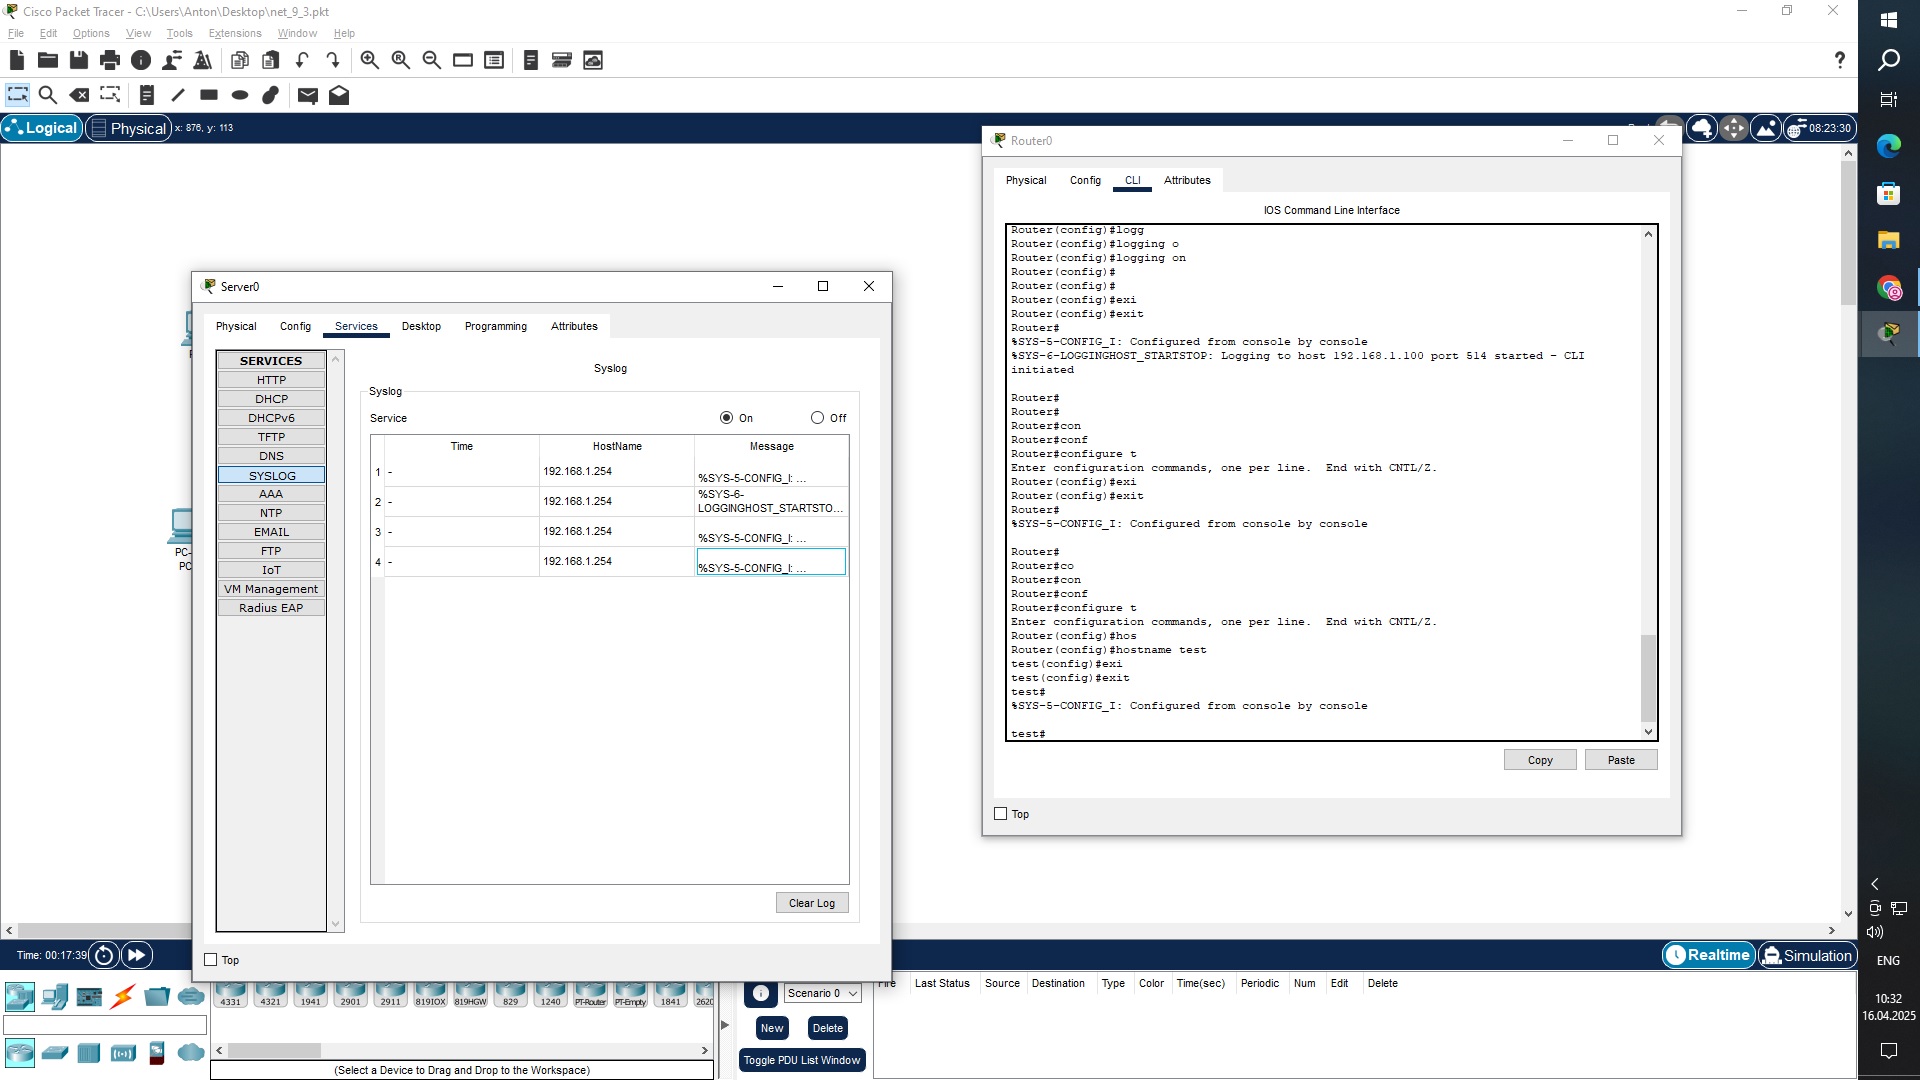 Cisco Packet Tracer - C:\Users\Anton\Desktop\net_9_3.pkt
File Edit Options View Tools Extensions Window Help
Logical Physical x: 876, y: 113
08:23:30
Router0
Physical Config CLI Attributes
IOS Command Line Interface
Router(config)#logg
Router(config)#logging o
Router(config)#logging on
Router(config)#
Router(config)#
Router(config)#exi
Router(config)#exit
Router#
%SYS-5-CONFIG_I: Configured from console by console
%SYS-6-LOGGINGHOST_STARTSTOP: Logging to host 192.168.1.100 port 514 started - CLI
initiated
Router#
Router#
Router#con
Router#conf
Router#configure t
Enter configuration commands, one per line.  End with CNTL/Z.
Router(config)#exi
Router(config)#exit
Router#
%SYS-5-CONFIG_I: Configured from console by console
Router#
Router#co
Router#con
Router#conf
Router#configure t
Enter configuration commands, one per line.  End with CNTL/Z.
Router(config)#hos
Router(config)#hostname test
test(config)#exi
test(config)#exit
test#
%SYS-5-CONFIG_I: Configured from console by console
test#
Copy Paste
Top
Server0
Physical Config Services Desktop Programming Attributes
SERVICES
HTTP
DHCP
DHCPv6
TFTP
DNS
SYSLOG
AAA
NTP
EMAIL
FTP
IoT
VM Management
Radius EAP
Syslog
Syslog
Service On Off
Time HostName Message
1 - 192.168.1.254 %SYS-5-CONFIG_I: ...
2 - 192.168.1.254 %SYS-6-
LOGGINGHOST_STARTSTO...
3 - 192.168.1.254 %SYS-5-CONFIG_I: ...
4 - 192.168.1.254 %SYS-5-CONFIG_I: ...
Clear Log
Top
PC-
PC
Time: 00:17:39
Realtime Simulation
4331 4321 1941 2901 2911 819IOX 819HGW 829 1240 PT-Router PT-Empty 1841 2620
(Select a Device to Drag and Drop to the Workspace)
Scenario 0
New Delete
Toggle PDU List Window
Fire Last Status Source Destination Type Color Time(sec) Periodic Num Edit Delete
ENG
10:32
16.04.2025